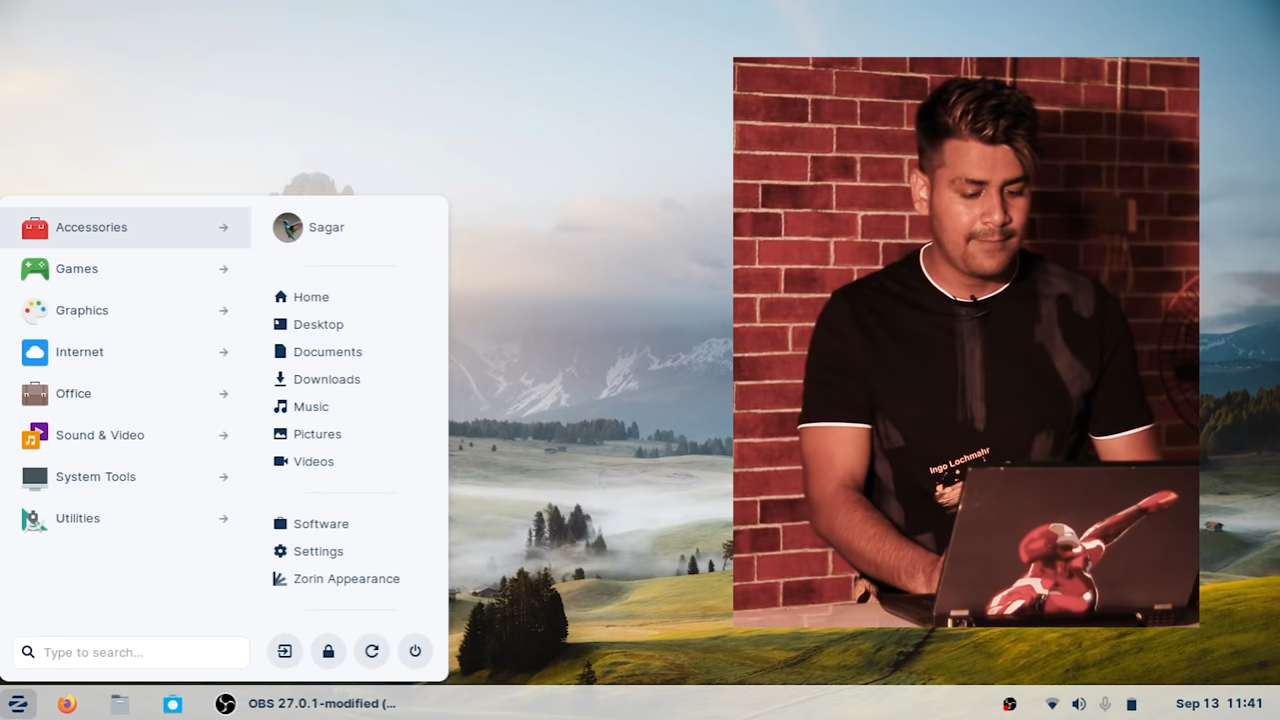 Accessories
Games
Graphics
Internet
Office
Sound & Video
System Tools
Utilities
Type to search...
Sagar
Home
Desktop
Documents
Downloads
Music
Pictures
Videos
Software
Settings
Zorin Appearance
Ingo Lochmahr
OBS 27.0.1-modified (...
Sep 13 11:41